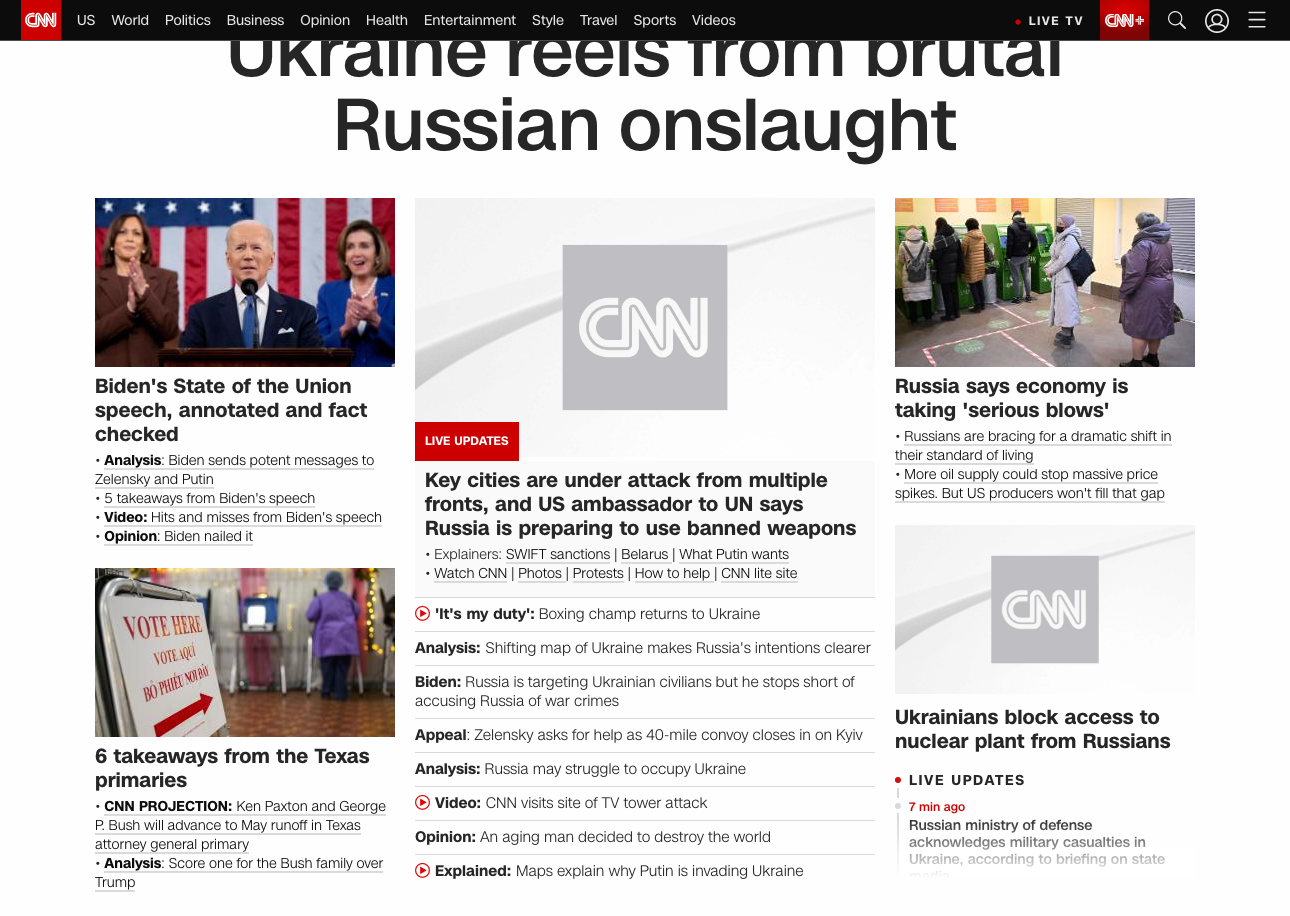 CNN
US World Politics Business Opinion Health Entertainment Style Travel Sports Videos
LIVE TV
CNN+
Ukraine reels from brutal
Russian onslaught
Biden's State of the Union
speech, annotated and fact
checked
• Analysis: Biden sends potent messages to
Zelensky and Putin
• 5 takeaways from Biden's speech
• Video: Hits and misses from Biden's speech
• Opinion: Biden nailed it
VOTE HERE
VOTE AQUÍ
BỎ PHIẾU NƠI ĐÂY
6 takeaways from the Texas
primaries
• CNN PROJECTION: Ken Paxton and George
P. Bush will advance to May runoff in Texas
attorney general primary
• Analysis: Score one for the Bush family over
Trump
CNN
LIVE UPDATES
Key cities are under attack from multiple
fronts, and US ambassador to UN says
Russia is preparing to use banned weapons
• Explainers: SWIFT sanctions | Belarus | What Putin wants
• Watch CNN | Photos | Protests | How to help | CNN lite site
'It's my duty': Boxing champ returns to Ukraine
Analysis: Shifting map of Ukraine makes Russia's intentions clearer
Biden: Russia is targeting Ukrainian civilians but he stops short of
accusing Russia of war crimes
Appeal: Zelensky asks for help as 40-mile convoy closes in on Kyiv
Analysis: Russia may struggle to occupy Ukraine
Video: CNN visits site of TV tower attack
Opinion: An aging man decided to destroy the world
Explained: Maps explain why Putin is invading Ukraine
Russia says economy is
taking 'serious blows'
• Russians are bracing for a dramatic shift in
their standard of living
• More oil supply could stop massive price
spikes. But US producers won't fill that gap
CNN
Ukrainians block access to
nuclear plant from Russians
LIVE UPDATES
7 min ago
Russian ministry of defense
acknowledges military casualties in
Ukraine, according to briefing on state
media